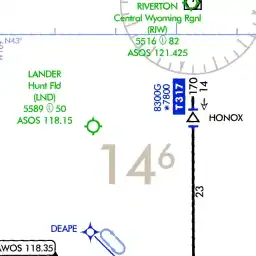 RIVERTON
Central Wyoming Rgnl
(RIW)
5516 Ⓛ 82
ASOS 121.425
N43°
LANDER
Hunt Fld
(LND)
5589 Ⓛ 50
ASOS 118.15
8300G
*7800
T 317
170
14
HONOX
14 6
23
DEAPE
AWOS 118.35